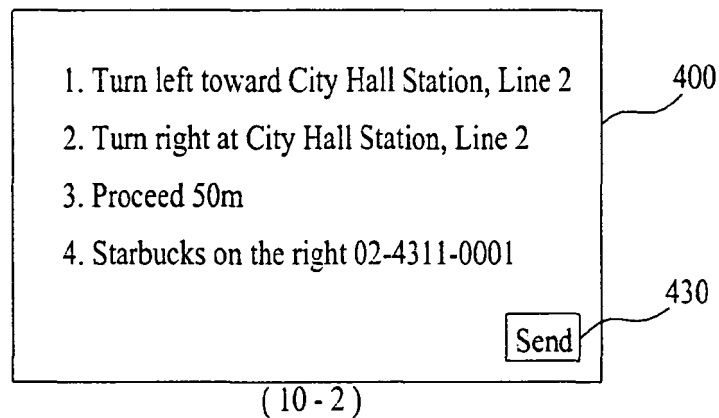 1. Turn left toward City Hall Station, Line 2
400
2. Turn right at City Hall Station, Line 2
3. Proceed 50m
4. Starbucks on the right 02-4311-0001
430
Send
( 10 - 2 )